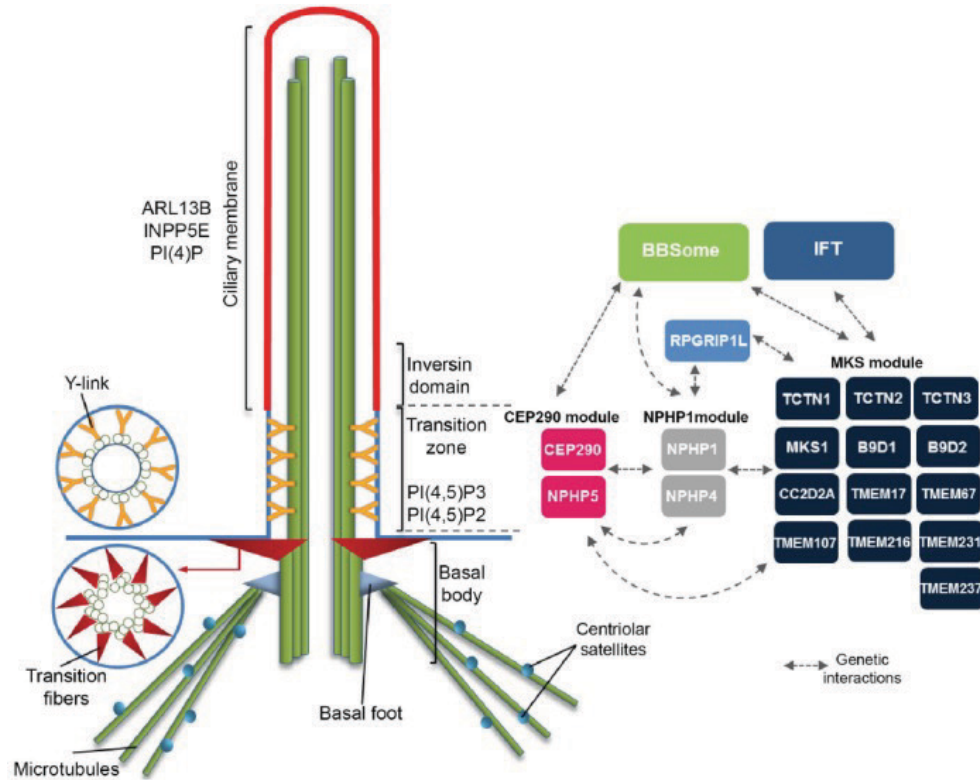 Ciliary membrane
ARL13B
INPP5E
PI(4)P
Inversin
domain
Y-link
Transition
zone
PI(4,5)P3
PI(4,5)P2
Basal
body
Transition
fibers
Centriolar
satellites
Basal foot
Microtubules
BBSome
IFT
RPGRIP1L
MKS module
CEP290 module
NPHP1module
TCTN1
TCTN2
TCTN3
CEP290
NPHP1
MKS1
B9D1
B9D2
NPHP5
NPHP4
CC2D2A
TMEM17
TMEM67
TMEM107
TMEM216
TMEM231
TMEM237
Genetic
interactions